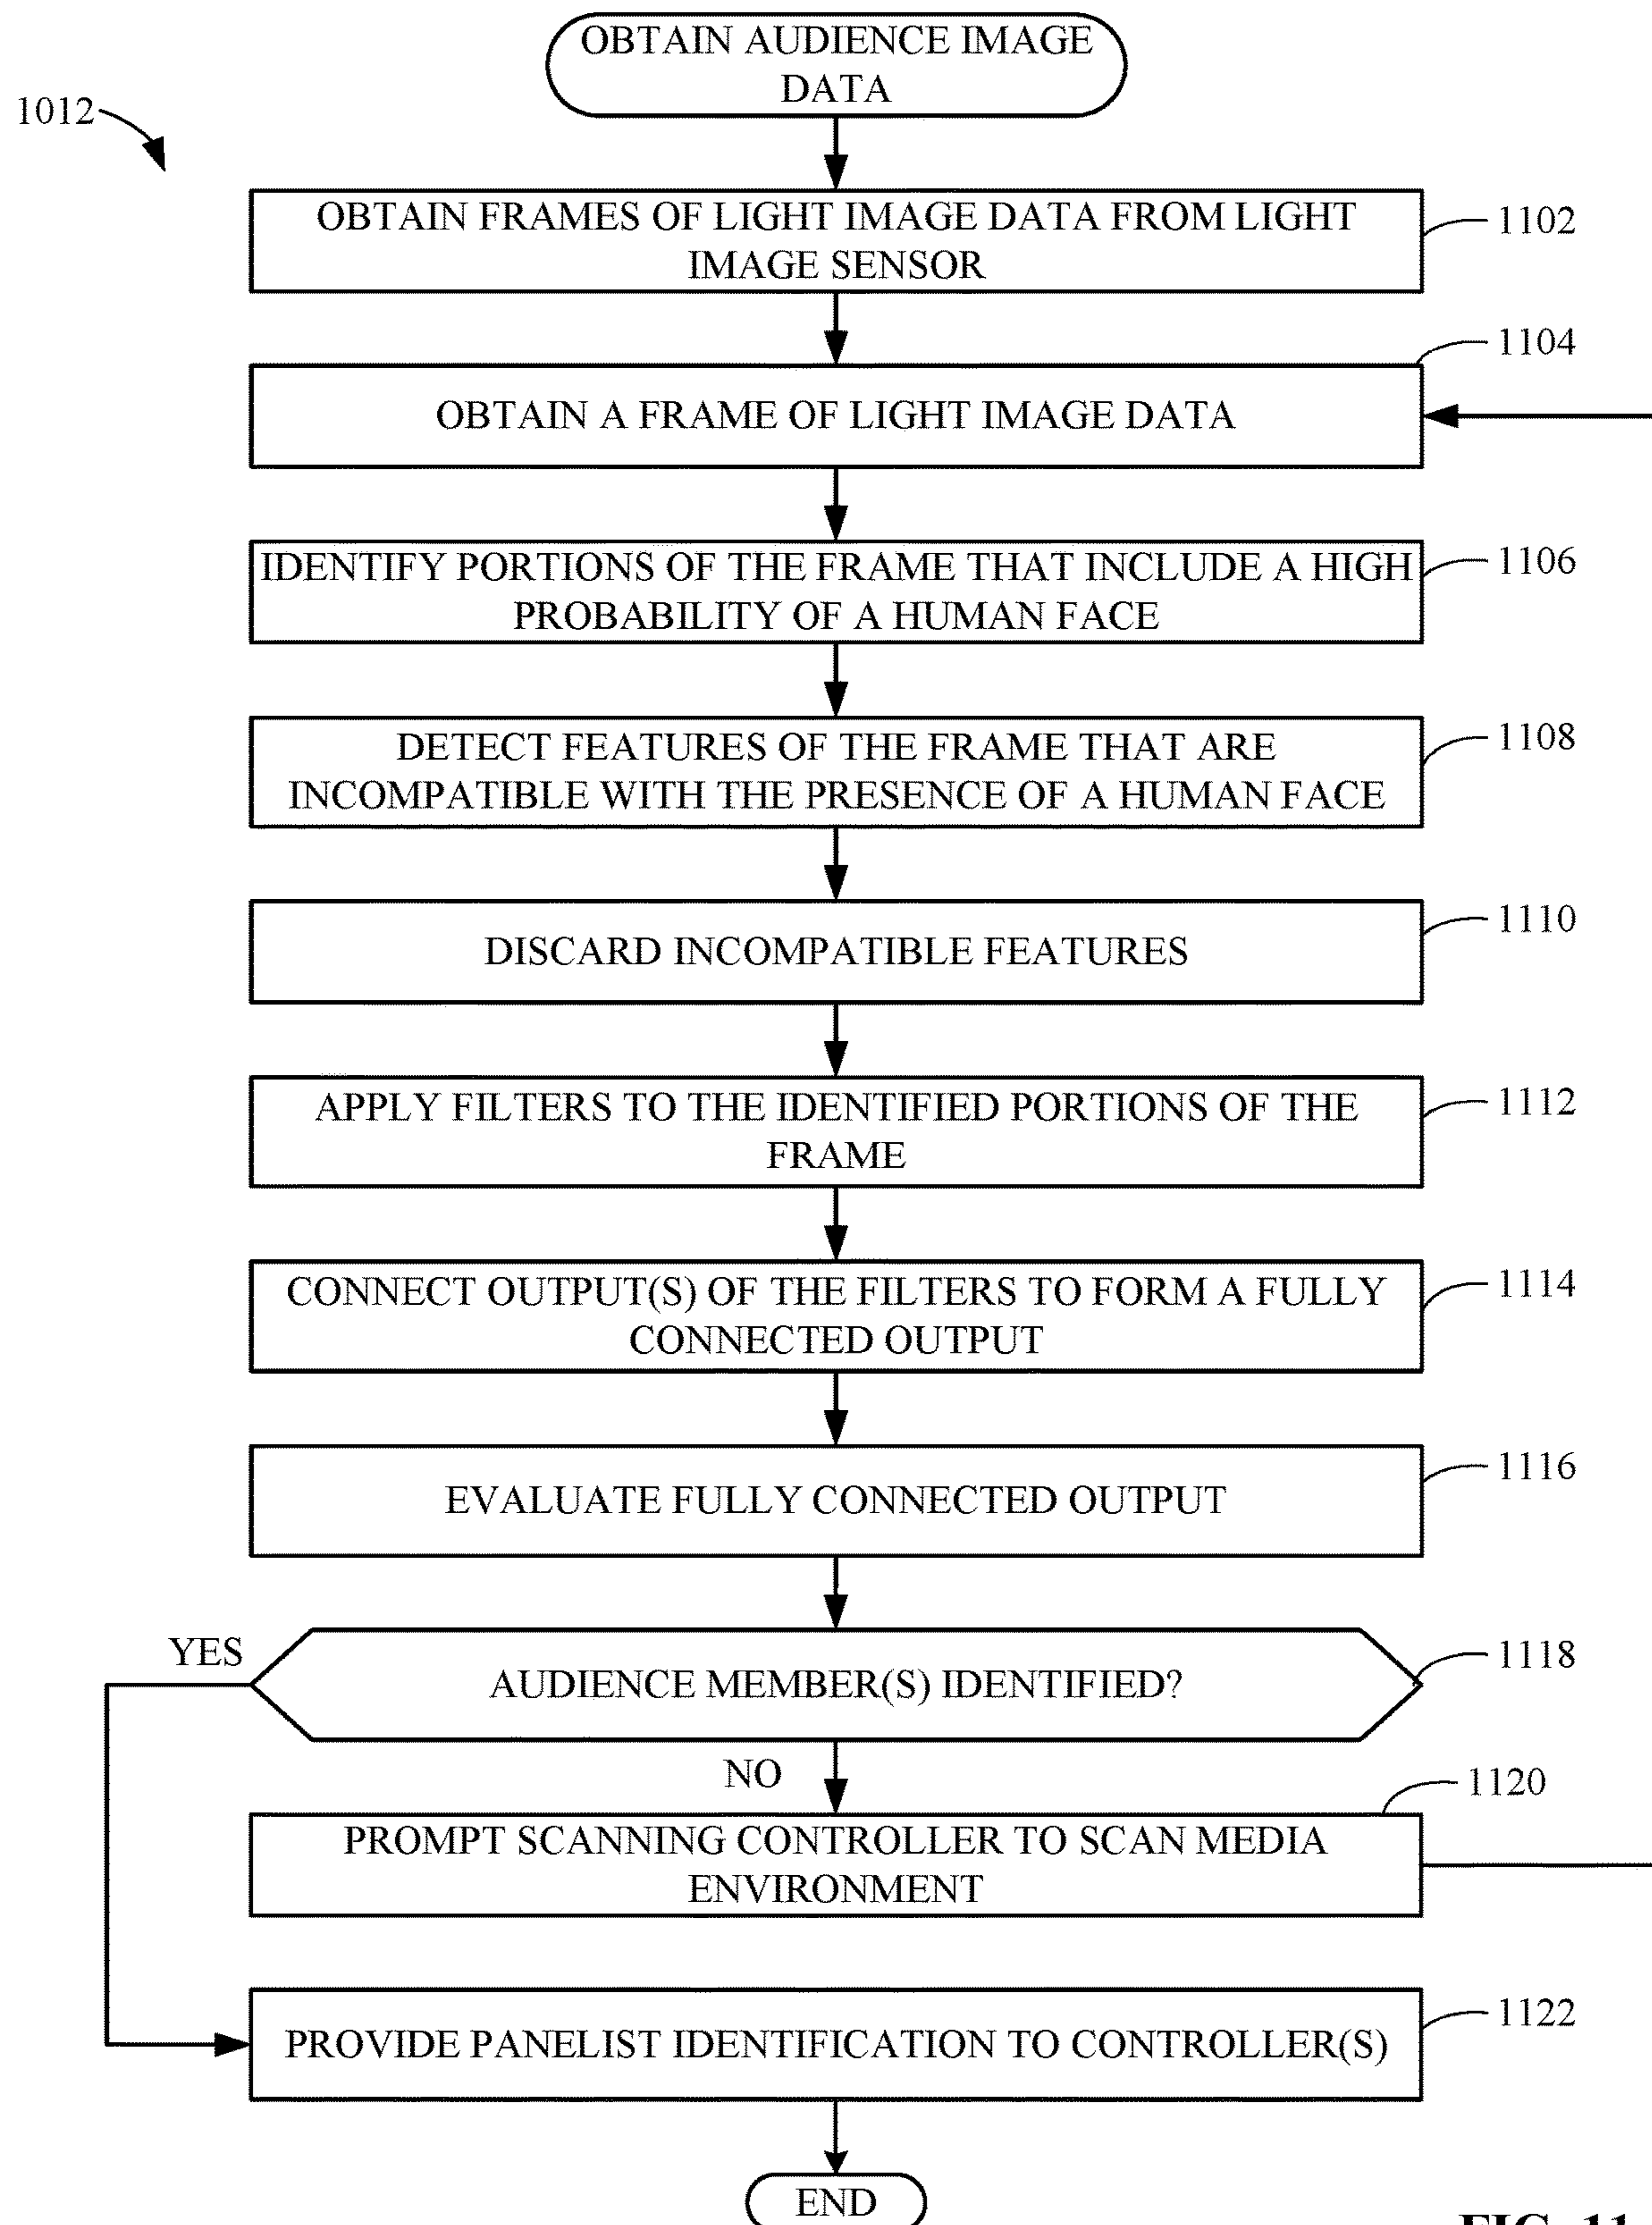 OBTAIN AUDIENCE IMAGE
DATA
1012
OBTAIN FRAMES OF LIGHT IMAGE DATA FROM LIGHT
IMAGE SENSOR
1102
1104
OBTAIN A FRAME OF LIGHT IMAGE DATA
IDENTIFY PORTIONS OF THE FRAME THAT INCLUDE A HIGH
PROBABILITY OF A HUMAN FACE
1106
DETECT FEATURES OF THE FRAME THAT ARE
INCOMPATIBLE WITH THE PRESENCE OF A HUMAN FACE
1108
DISCARD INCOMPATIBLE FEATURES
1110
APPLY FILTERS TO THE IDENTIFIED PORTIONS OF THE
FRAME
1112
CONNECT OUTPUT(S) OF THE FILTERS TO FORM A FULLY
CONNECTED OUTPUT
1114
EVALUATE FULLY CONNECTED OUTPUT
1116
YES
AUDIENCE MEMBER(S) IDENTIFIED?
1118
NO
1120
PROMPT SCANNING CONTROLLER TO SCAN MEDIA
ENVIRONMENT
PROVIDE PANELIST IDENTIFICATION TO CONTROLLER(S)
1122
END
FIG. 11